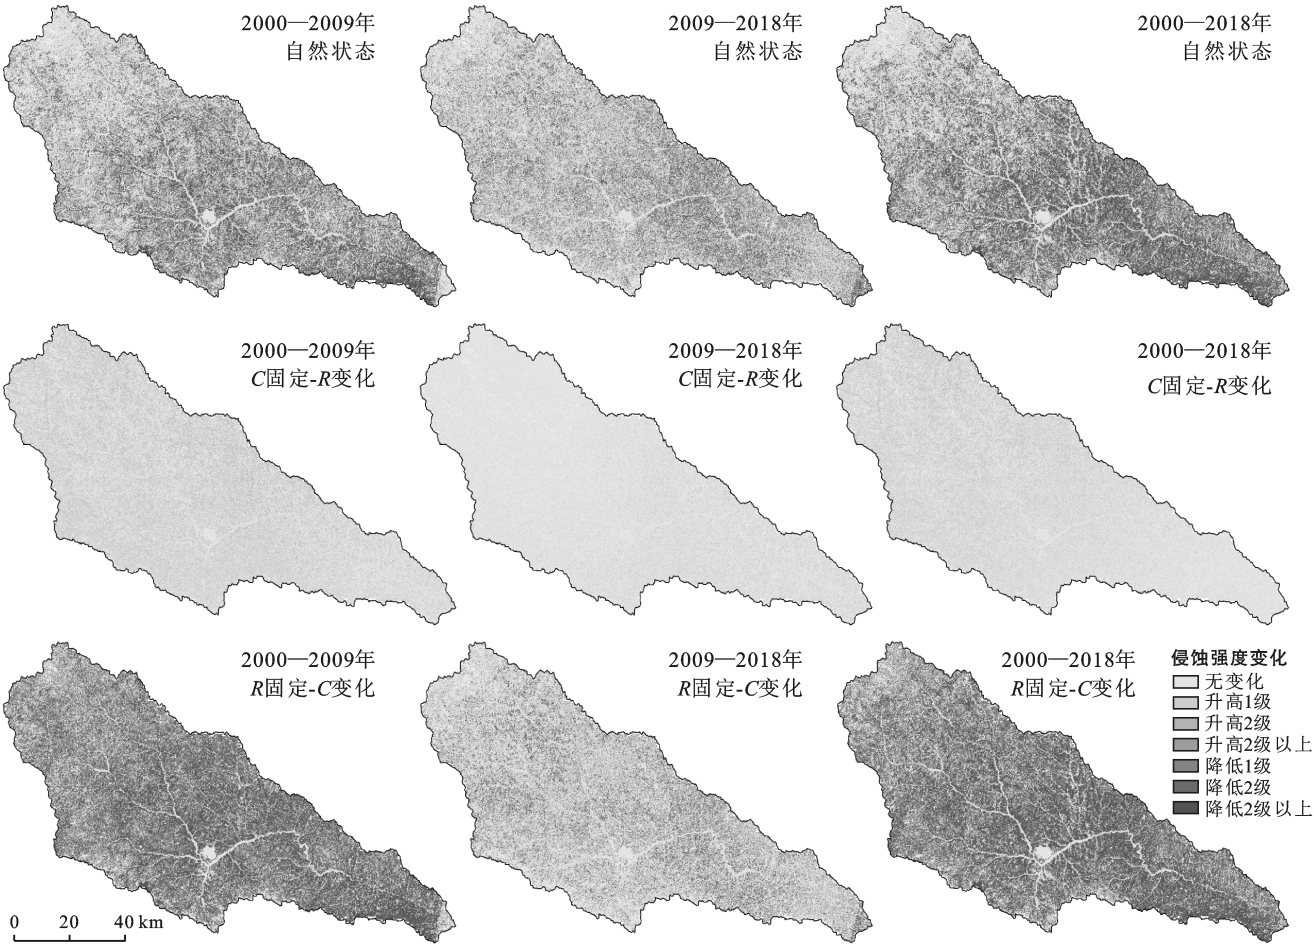 2000—2009年
自然状态
2009—2018年
自然状态
2000—2018年
自然状态
2000—2009年
C固定-R变化
2009—2018年
C固定-R变化
2000—2018年
C固定-R变化
2000—2009年
R固定-C变化
2009—2018年
R固定-C变化
2000—2018年
R固定-C变化
侵蚀强度变化
无变化
升高1级
升高2级
升高2级以上
降低1级
降低2级
降低2级以上
0 20 40 km